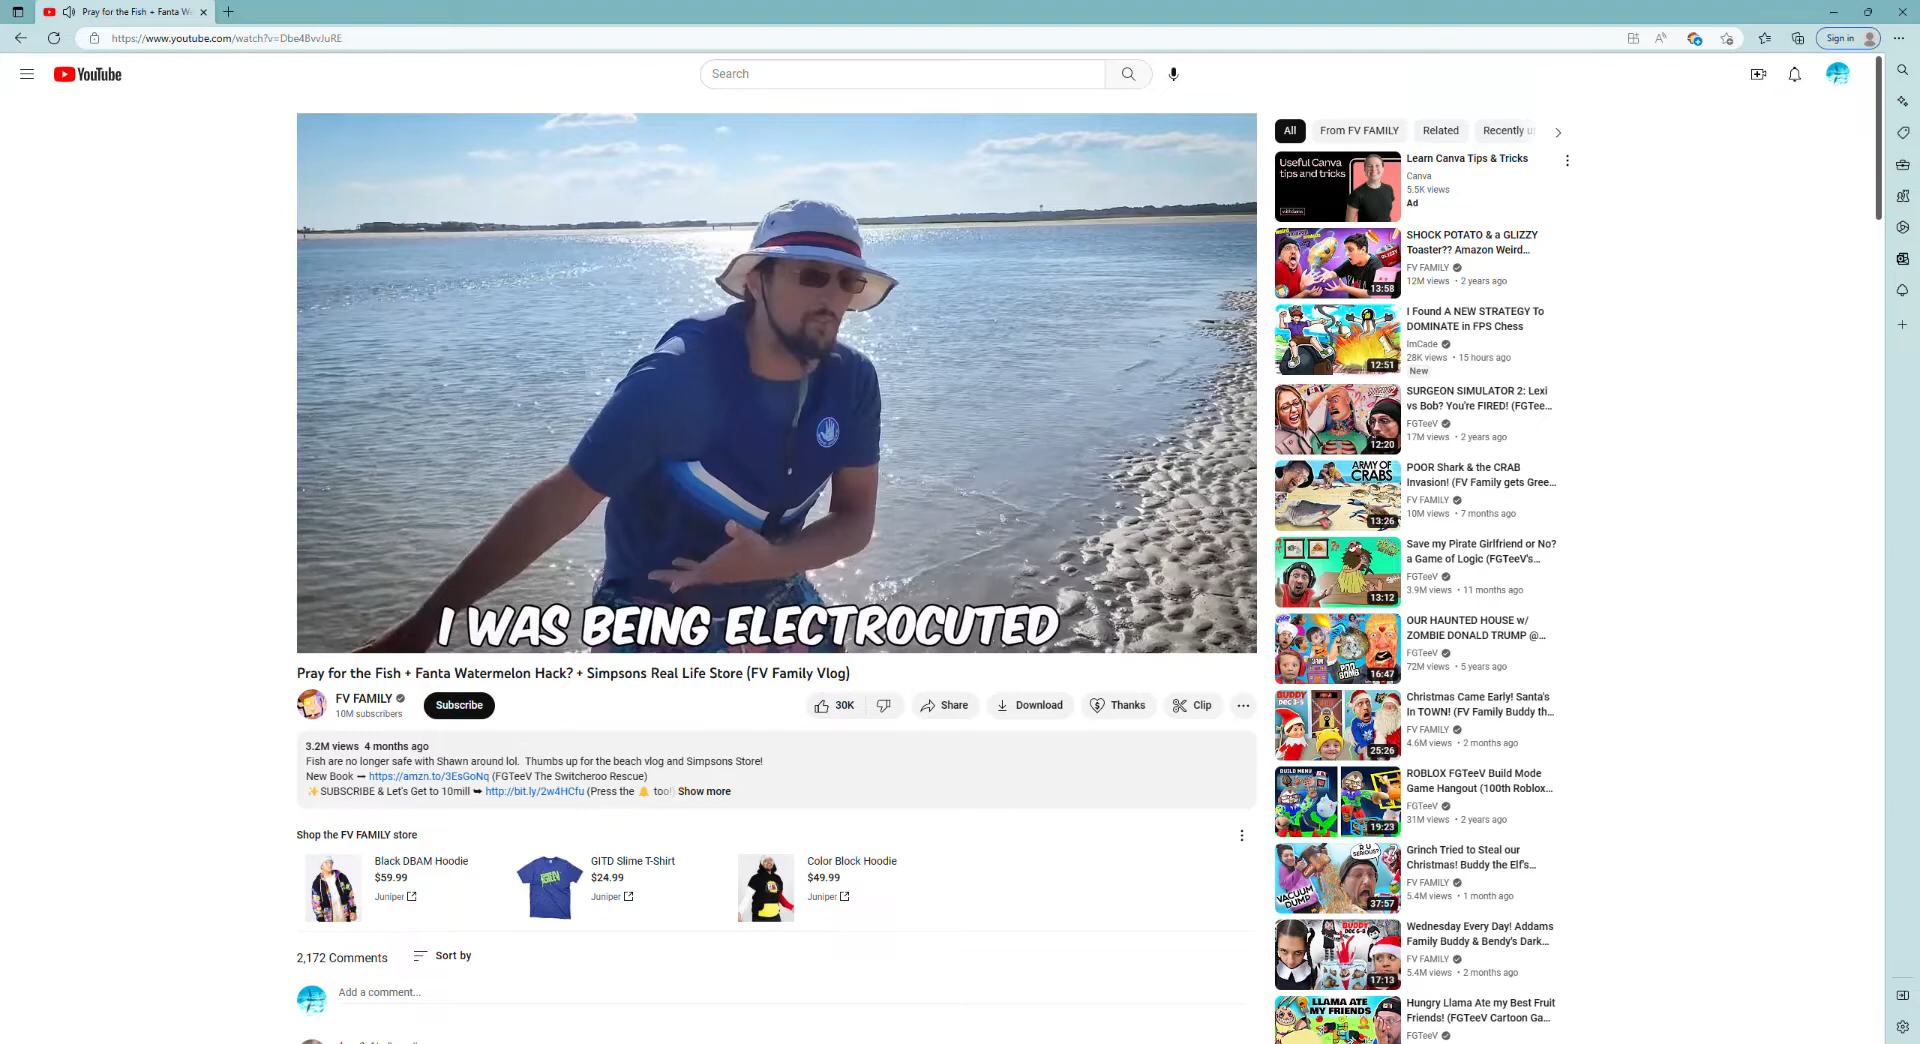 Pray for the Fish + Fanta Wa
https://www.youtube.com/watch?v=Dbe4BvvJuRE
Sign in
YouTube
Search
I WAS BEING ELECTROCUTED
Pray for the Fish + Fanta Watermelon Hack? + Simpsons Real Life Store (FV Family Vlog)
FV FAMILY
10M subscribers
Subscribe
30K
Share
Download
Thanks
Clip
3.2M views 4 months ago
Fish are no longer safe with Shawn around lol. Thumbs up for the beach vlog and Simpsons Store!
New Book ➞ https://amzn.to/3EsGoNq (FGTeeV The Switcheroo Rescue)
✨SUBSCRIBE & Let's Get to 10mill ➥ http://bit.ly/2w4HCfu (Press the 🔔 too!) Show more
Shop the FV FAMILY store
Black DBAM Hoodie
$59.99
Juniper
GITD Slime T-Shirt
$24.99
Juniper
Color Block Hoodie
$49.99
Juniper
2,172 Comments
Sort by
Add a comment...
All
From FV FAMILY
Related
Recently u
Useful Canva
tips and tricks
Learn Canva Tips & Tricks
Canva
5.5K views
Ad
13:58
SHOCK POTATO & a GLIZZY
Toaster?? Amazon Weird...
FV FAMILY
12M views • 2 years ago
12:51
I Found A NEW STRATEGY To
DOMINATE in FPS Chess
ImCade
28K views • 15 hours ago
New
12:20
SURGEON SIMULATOR 2: Lexi
vs Bob? You're FIRED! (FGTee...
FGTeeV
17M views • 2 years ago
ARMY OF
CRABS
13:26
POOR Shark & the CRAB
Invasion! (FV Family gets Gree...
FV FAMILY
10M views • 7 months ago
13:12
Save my Pirate Girlfriend or No?
a Game of Logic (FGTeeV's...
FGTeeV
3.9M views • 11 months ago
16:47
OUR HAUNTED HOUSE w/
ZOMBIE DONALD TRUMP @...
FGTeeV
72M views • 5 years ago
BUDDY
DEC 3-5
25:26
Christmas Came Early! Santa's
In TOWN! (FV Family Buddy th...
FV FAMILY
4.6M views • 2 months ago
BUILD MENU
19:23
ROBLOX FGTeeV Build Mode
Game Hangout (100th Roblox...
FGTeeV
31M views • 2 years ago
R U
SERIOUS?
VACUUM
DUMP
37:57
Grinch Tried to Steal our
Christmas! Buddy the Elf's...
FV FAMILY
5.4M views • 1 month ago
BUDDY
DEC 6-8
17:13
Wednesday Every Day! Addams
Family Buddy & Bendy's Dark...
FV FAMILY
5.4M views • 2 months ago
LLAMA ATE
MY FRIENDS
Hungry Llama Ate my Best Fruit
Friends! (FGTeeV Cartoon Ga...
FGTeeV